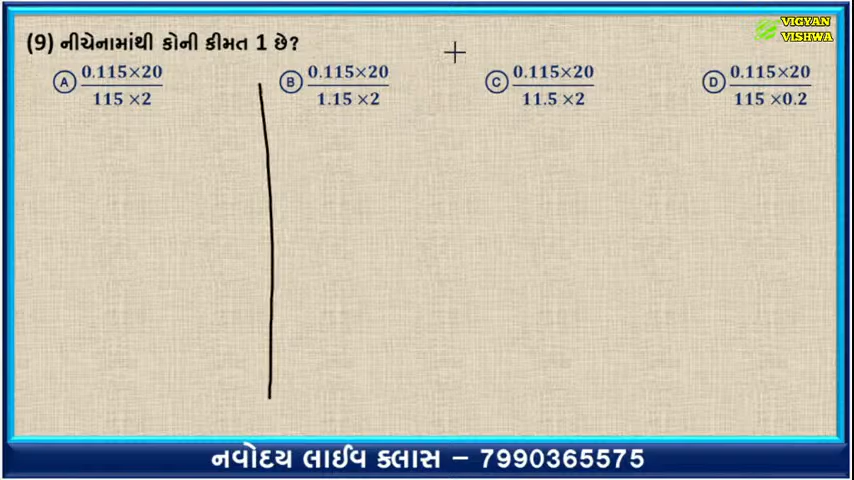 VIGYAN
VISHWA
(9) નીચેનામાંથી કોની કીમત 1 છે?
A 0.115×20 / 115 ×2 B 0.115×20 / 1.15 ×2 C 0.115×20 / 11.5 ×2 D 0.115×20 / 115 ×0.2
નવોદય લાઈવ ક્લાસ – 7990365575